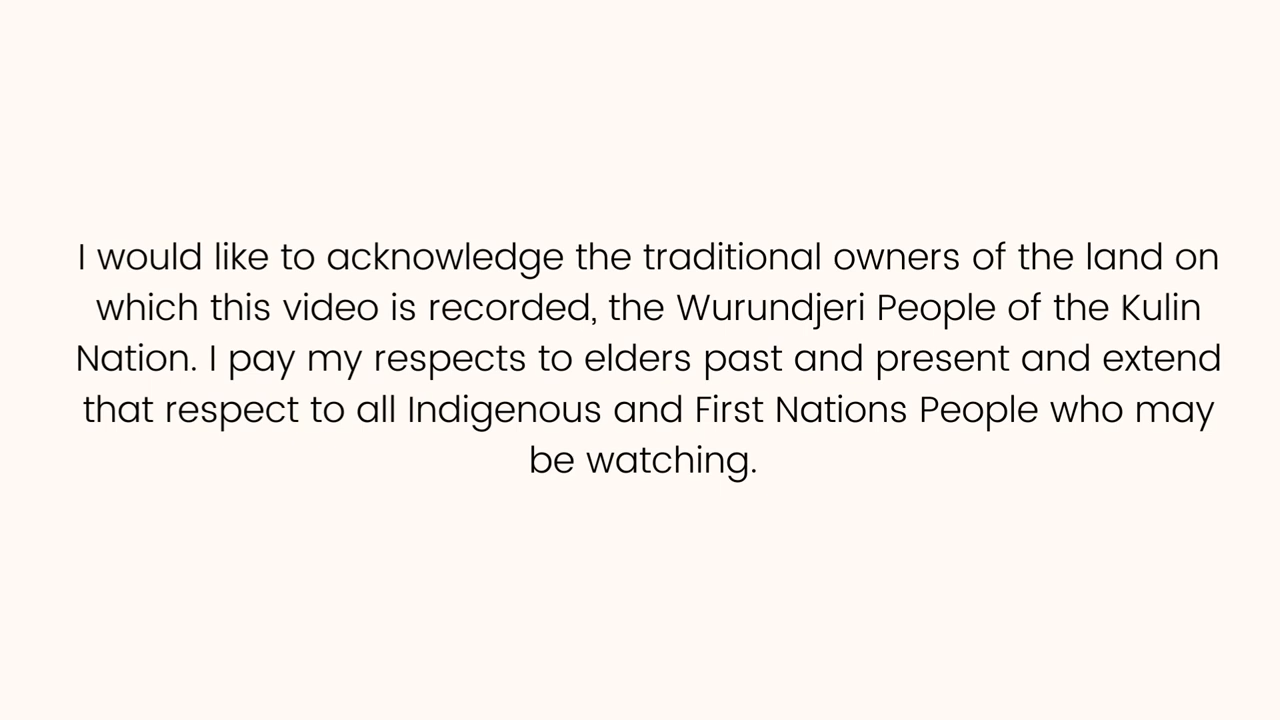 I would like to acknowledge the traditional owners of the land on
which this video is recorded, the Wurundjeri People of the Kulin
Nation. I pay my respects to elders past and present and extend
that respect to all Indigenous and First Nations People who may
be watching.